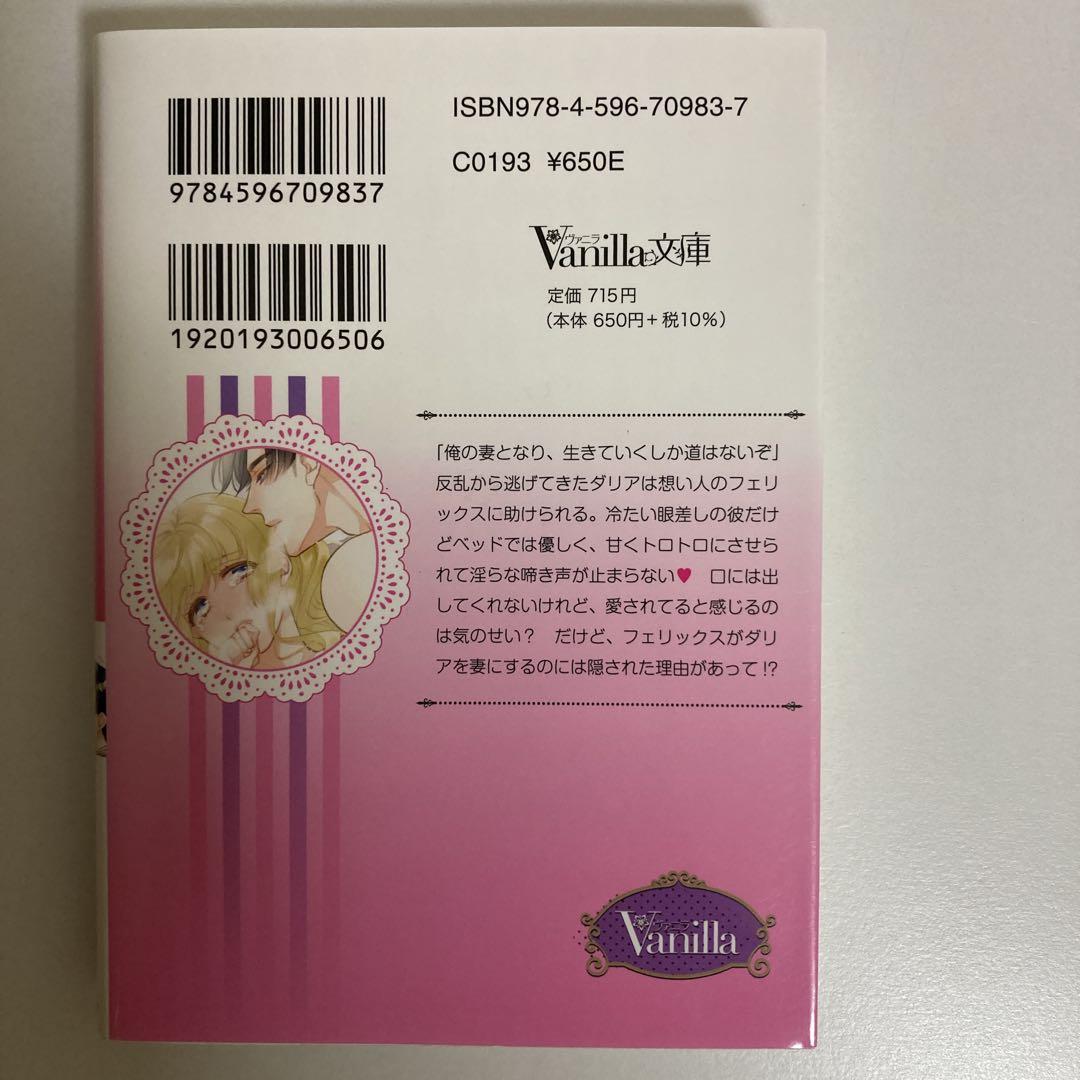 ISBN978-4-596-70983-7
C0193 ¥650E
9784596709837
1920193006506
ヴァニラ
Vanilla文庫
定価 715円
(本体 650円+税10%)
「俺の妻となり、生きていくしか道はないぞ」
反乱から逃げてきたダリアは想い人のフェリ
ックスに助けられる。冷たい眼差しの彼だけ
どベッドでは優しく、甘くトロトロにさせら
れて淫らな啼き声が止まらない♥　口には出
してくれないけれど、愛されてると感じるの
は気のせい？　だけど、フェリックスがダリ
アを妻にするのには隠された理由があって!?
ヴァニラ
Vanilla